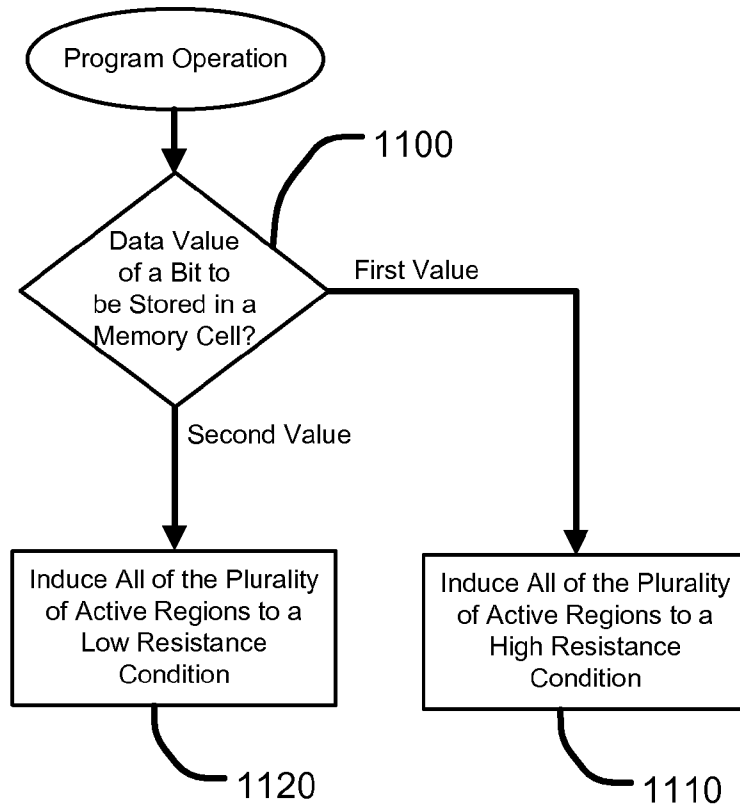 Program Operation
1100
Data Value
of a Bit to
be Stored in a
Memory Cell?
First Value
Second Value
Induce All of the Plurality
of Active Regions to a
Low Resistance
Condition
Induce All of the Plurality
of Active Regions to a
High Resistance
Condition
1120
1110